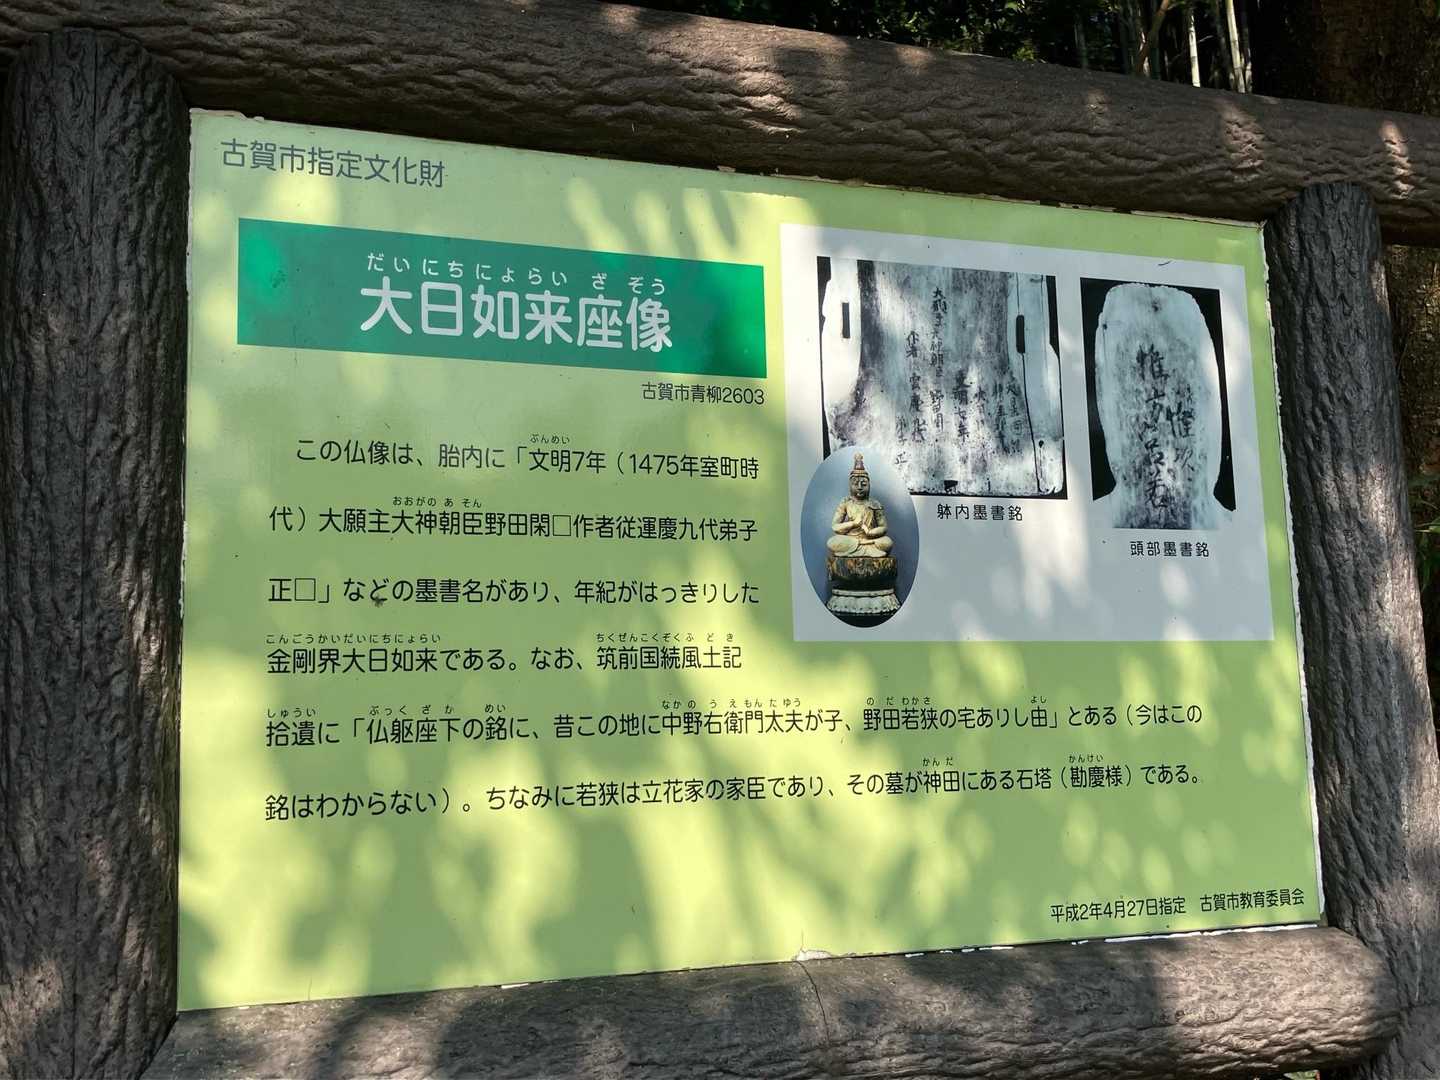 古賀市指定文化財
だいにちにょらい ざ ぞう
大日如来座像
古賀市青柳2603
ぶんめい
この仏像は、胎内に「文明7年（1475年室町時
おおがの あ そん
代）大願主大神朝臣野田閑□作者従運慶九代弟子
正□」などの墨書名があり、年紀がはっきりした
こんごうかいだいにちにょらい ちくぜんこくぞくふ ど き
金剛界大日如来である。なお、筑前国続風土記
しゅうい ぶっく ざ か めい なかの う え もん た ゆう の だ わかさ よし
拾遺に「仏躯座下の銘に、昔この地に中野右衛門太夫が子、野田若狭の宅ありし由」とある（今はこの
かん だ かんけい
銘はわからない）。ちなみに若狭は立花家の家臣であり、その墓が神田にある石塔（勘慶様）である。
躰内墨書銘
頭部墨書銘
平成2年4月27日指定 古賀市教育委員会